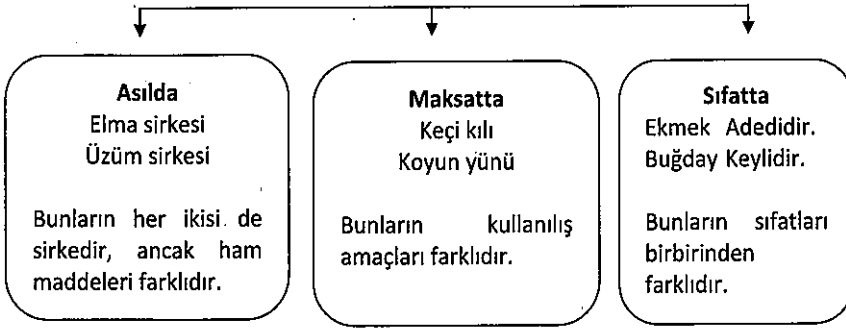 Asılda
Elma sirkesi
Üzüm sirkesi
Bunların her ikisi de
sirkedir, ancak ham
maddeleri farklıdır.
Maksatta
Keçi kılı
Koyun yünü
Bunların kullanılış
amaçları farklıdır.
Sıfatta
Ekmek Adedidir.
Buğday Keylidir.
Bunların sıfatları
birbirinden
farklıdır.